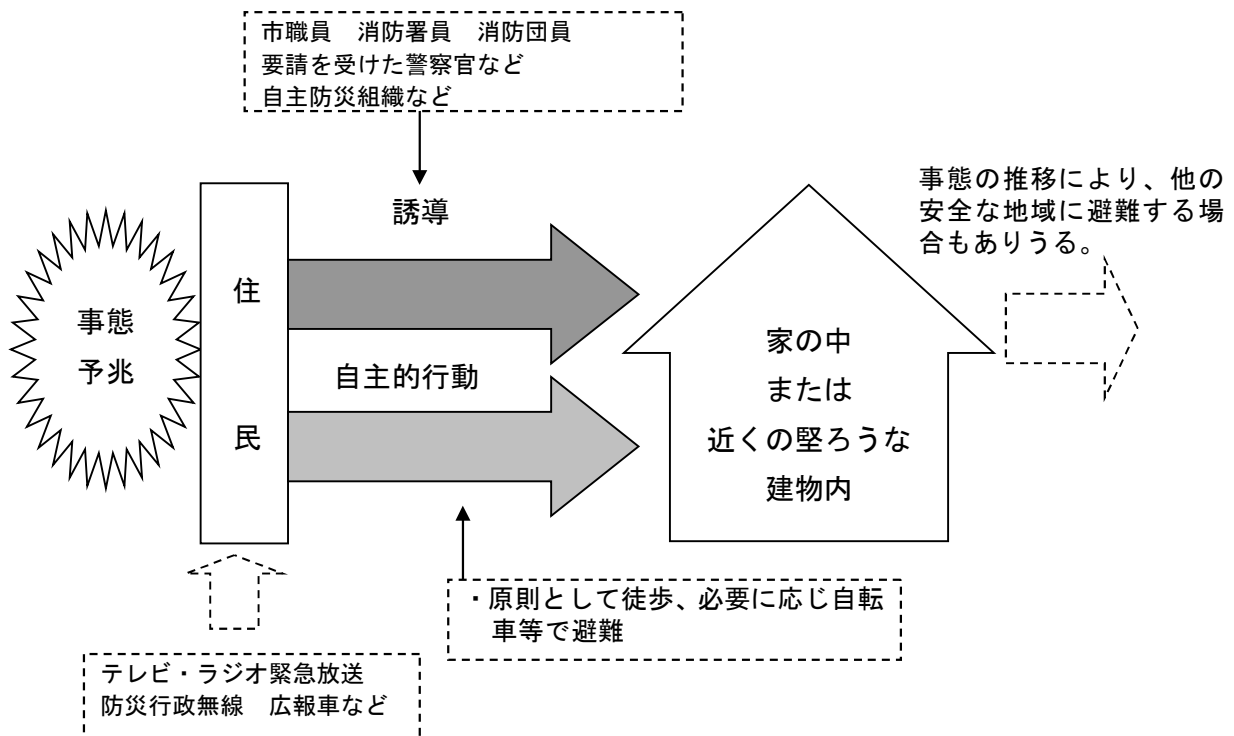 市職員　消防署員　消防団員
要請を受けた警察官など
自主防災組織など
誘導
事態の推移により、他の
安全な地域に避難する場
合もありうる。
事態
予兆
住
民
自主的行動
家の中
または
近くの堅ろうな
建物内
・原則として徒歩、必要に応じ自転
車等で避難
テレビ・ラジオ緊急放送
防災行政無線　広報車など